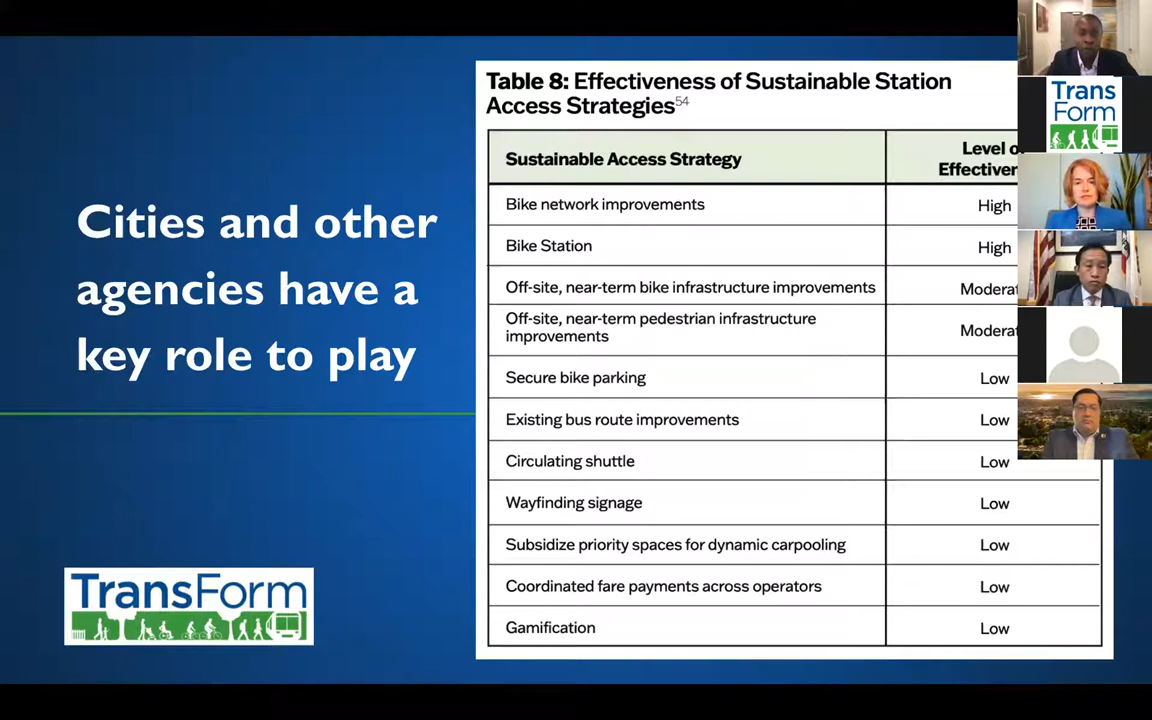 Cities and other
agencies have a
key role to play
TransForm
Table 8: Effectiveness of Sustainable Station
Access Strategies54
Sustainable Access Strategy
Level
Bike network improvements
High
Bike Station
High
Off-site, near-term bike infrastructure improvements
Off-site, near-term pedestrian infrastructure
improvements
Secure bike parking
Low
Existing bus route improvements
Low
Circulating shuttle
Low
Wayfinding signage
Low
Subsidize priority spaces for dynamic carpooling
Low
Coordinated fare payments across operators
Low
Gamification
Low
Trans
Form